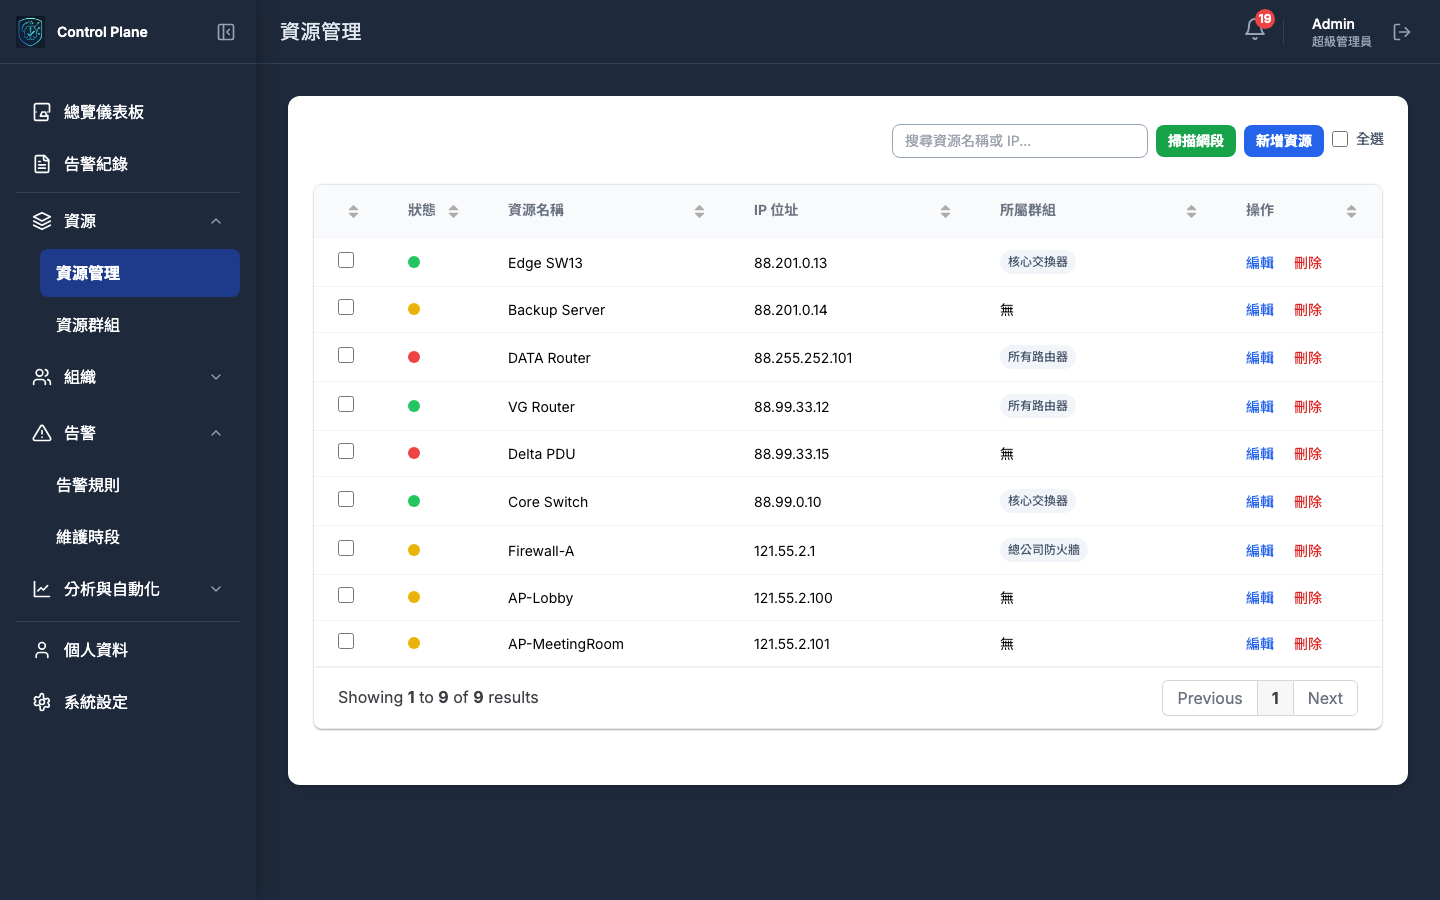 Control Plane
資源管理
19
Admin
超級管理員
總覽儀表板
告警紀錄
資源
資源管理
資源群組
組織
告警
告警規則
維護時段
分析與自動化
個人資料
系統設定
搜尋資源名稱或 IP...
掃描網段
新增資源
全選
狀態 資源名稱 IP 位址 所屬群組 操作
Edge SW13 88.201.0.13 核心交換器 編輯 刪除
Backup Server 88.201.0.14 無 編輯 刪除
DATA Router 88.255.252.101 所有路由器 編輯 刪除
VG Router 88.99.33.12 所有路由器 編輯 刪除
Delta PDU 88.99.33.15 無 編輯 刪除
Core Switch 88.99.0.10 核心交換器 編輯 刪除
Firewall-A 121.55.2.1 總公司防火牆 編輯 刪除
AP-Lobby 121.55.2.100 無 編輯 刪除
AP-MeetingRoom 121.55.2.101 無 編輯 刪除
Showing 1 to 9 of 9 results
Previous 1 Next